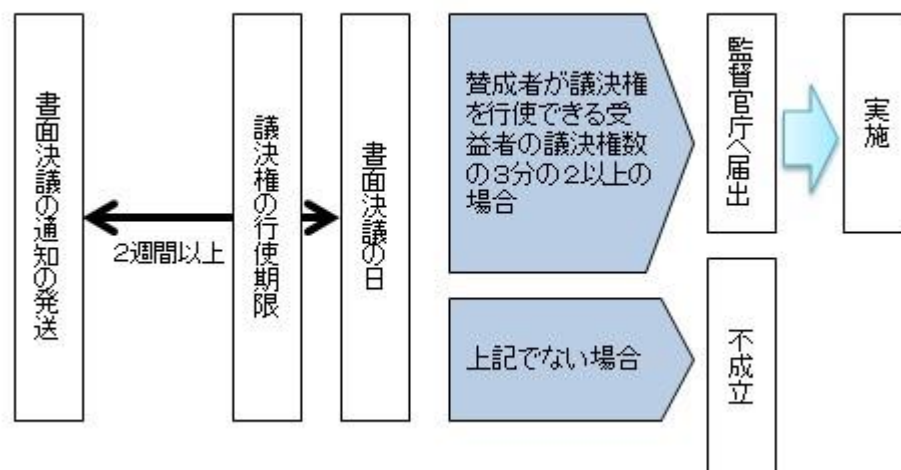 書面決議の通知の発送
2週間以上
議決権の行使期限
書面決議の日
賛成者が議決権
を行使できる受
益者の議決権数
の3分の2以上の
場合
監督官庁へ届出
実施
上記でない場合
不成立